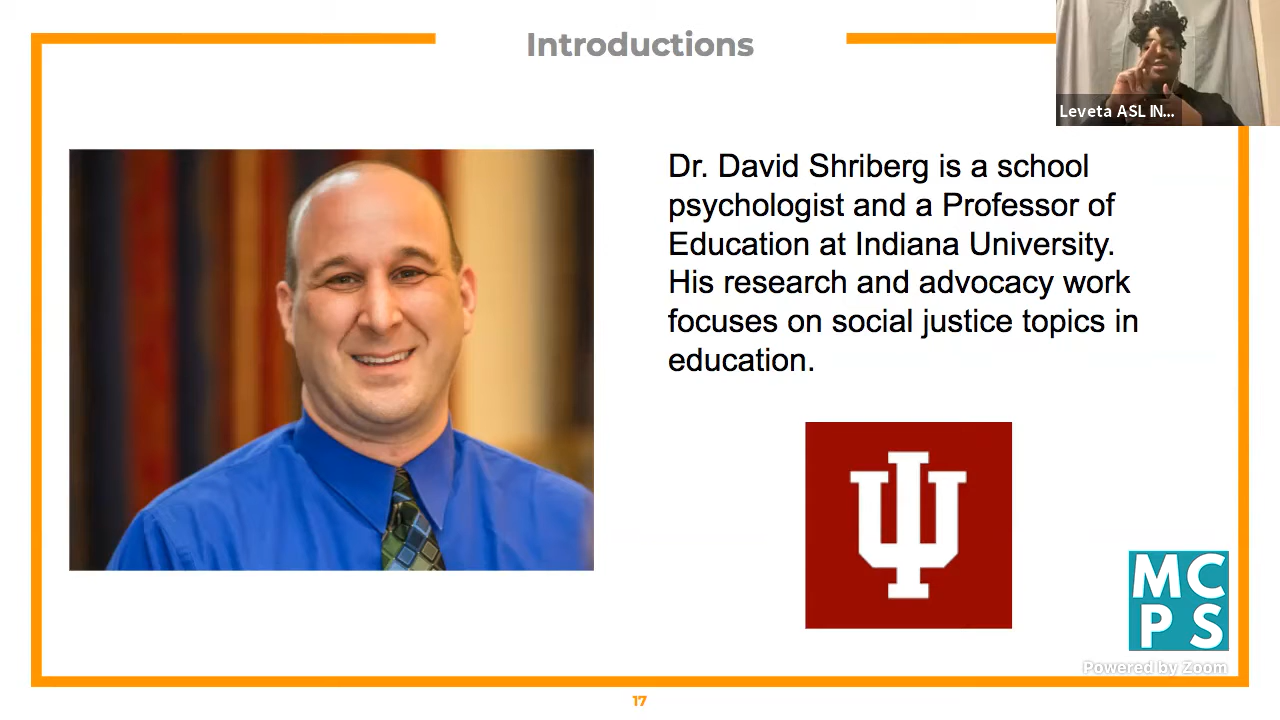 Introductions
Leveta ASL IN...
Dr. David Shriberg is a school
psychologist and a Professor of
Education at Indiana University.
His research and advocacy work
focuses on social justice topics in
education.
MC
PS
Powered by Zoom
17